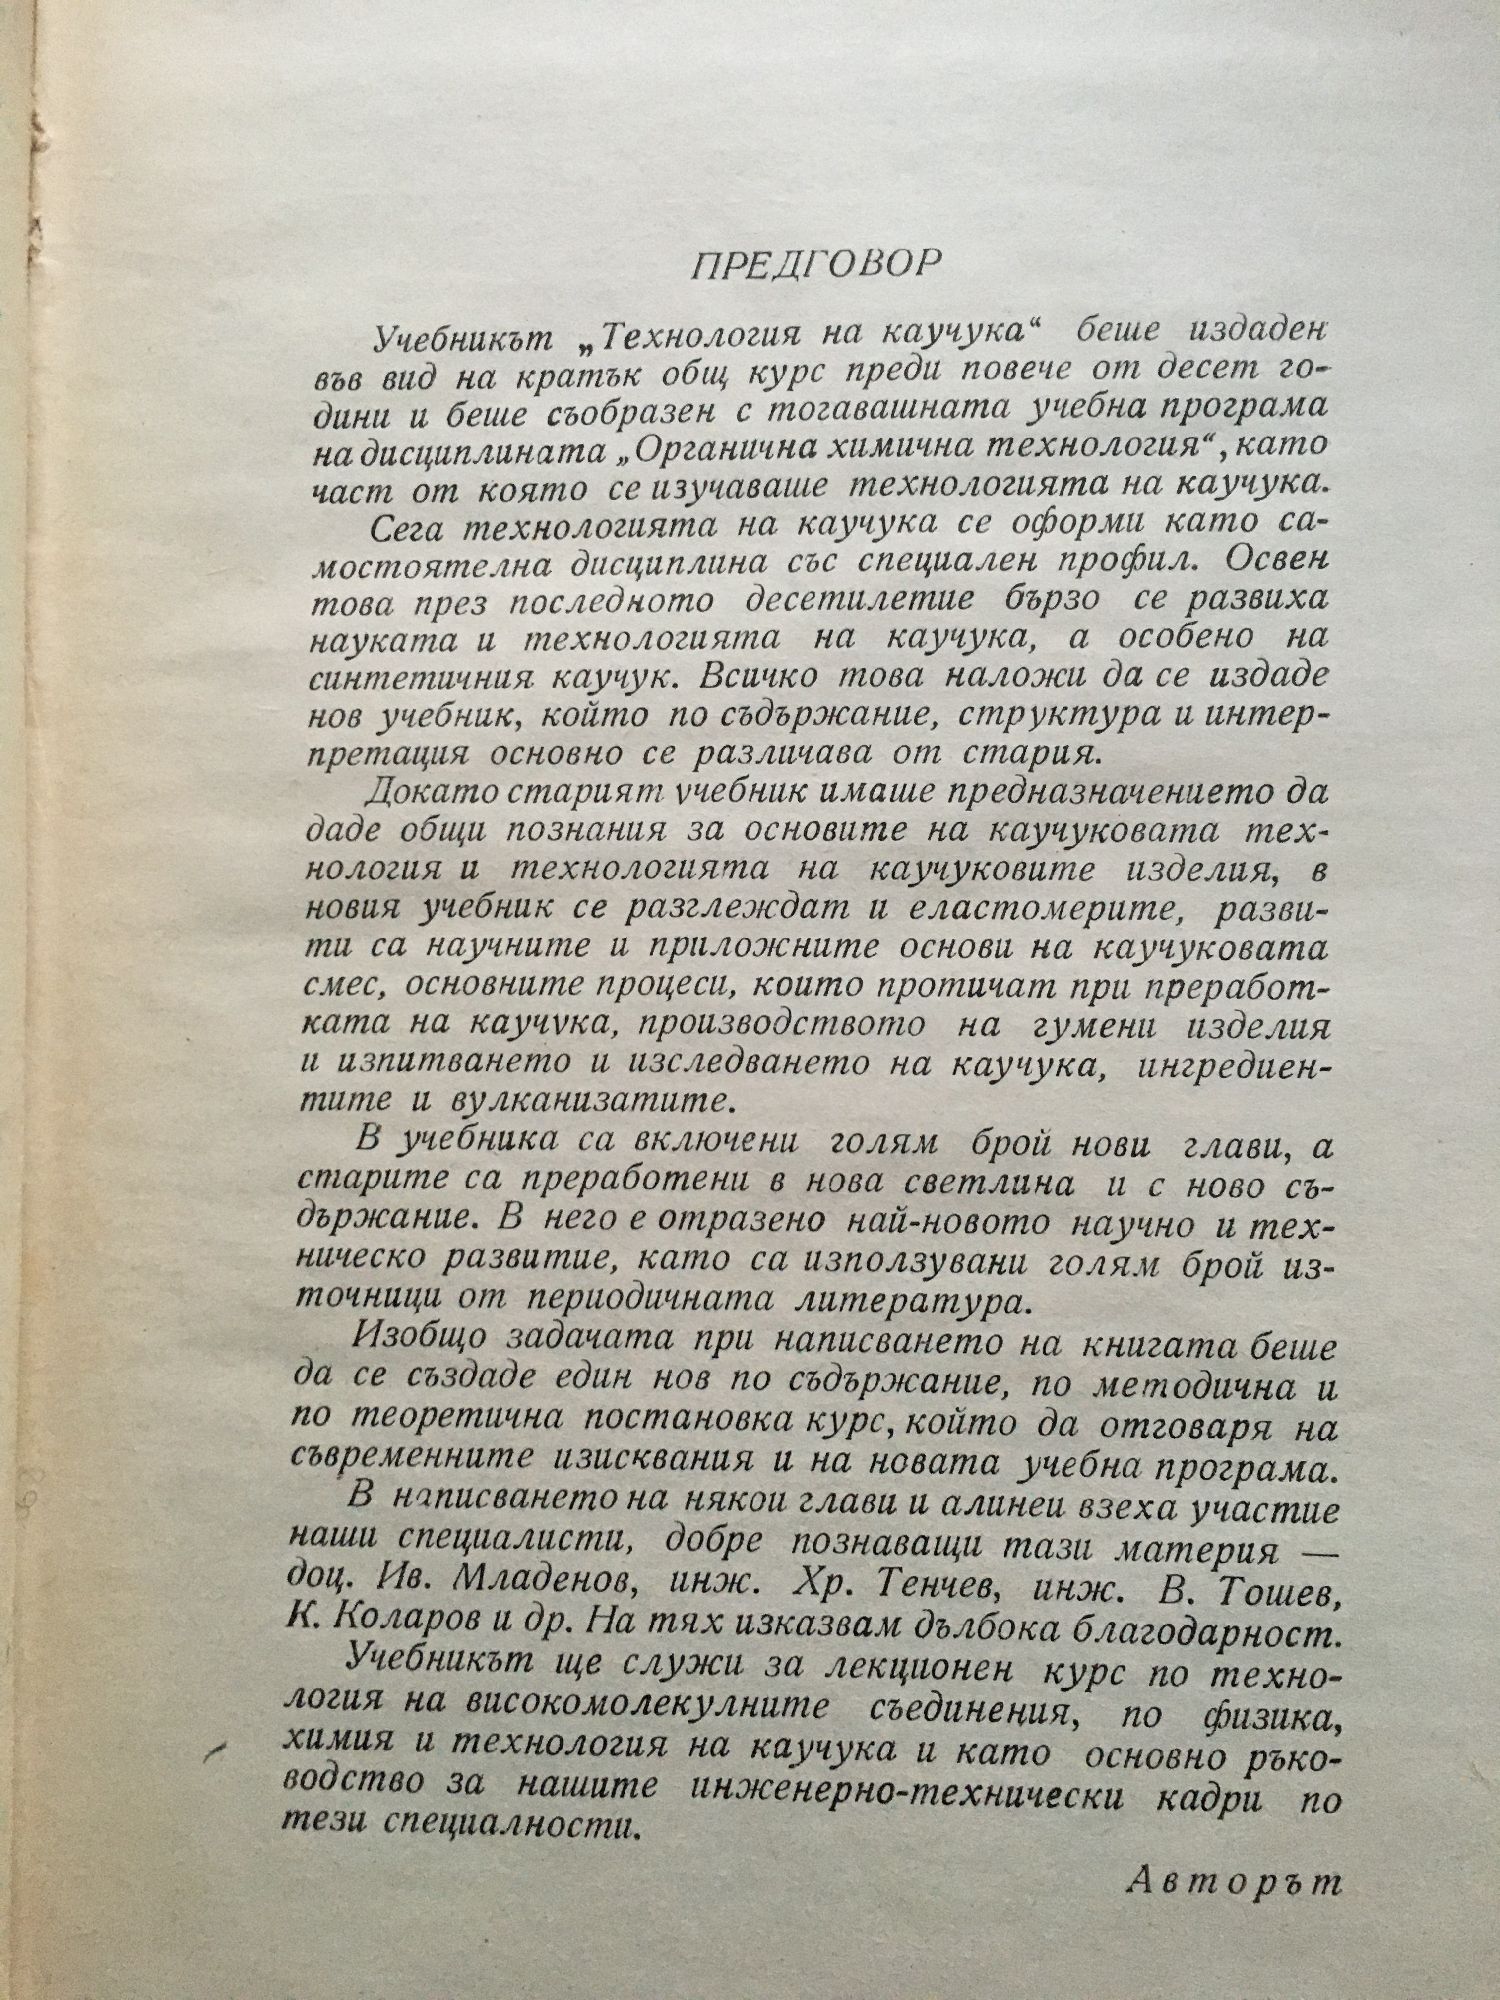 ПРЕДГОВОР
Учебникът „Технология на каучука“ беше издаден
във вид на кратък общ курс преди повече от десет го-
дини и беше съобразен с тогавашната учебна програма
на дисциплината „Органична химична технология“, като
част от която се изучаваше технологията на каучука.
Сега технологията на каучука се оформи като са-
мостоятелна дисциплина със специален профил. Освен
това през последното десетилетие бързо се развиха
науката и технологията на каучука, а особено на
синтетичния каучук. Всичко това наложи да се издаде
нов учебник, който по съдържание, структура и интер-
претация основно се различава от стария.
Докато старият учебник имаше предназначението да
даде общи познания за основите на каучуковата тех-
нология и технологията на каучуковите изделия, в
новия учебник се разглеждат и еластомерите, разви-
ти са научните и приложните основи на каучуковата
смес, основните процеси, които протичат при преработ-
ката на каучука, производството на гумени изделия
и изпитването и изследването на каучука, ингредиен-
тите и вулканизатите.
В учебника са включени голям брой нови глави, а
старите са преработени в нова светлина и с ново съ-
държание. В него е отразено най-новото научно и тех-
ническо развитие, като са използувани голям брой из-
точници от периодичната литература.
Изобщо задачата при написването на книгата беше
да се създаде един нов по съдържание, по методична и
по теоретична постановка курс, който да отговаря на
съвременните изисквания и на новата учебна програма.
В написването на някои глави и алинеи взеха участие
наши специалисти, добре познаващи тази материя —
доц. Ив. Младенов, инж. Хр. Тенчев, инж. В. Тошев,
К. Коларов и др. На тях изказвам дълбока благодарност.
Учебникът ще служи за лекционен курс по техно-
логия на високомолекулните съединения, по физика,
химия и технология на каучука и като основно ръко-
водство за нашите инженерно-технически кадри по
тези специалности.
Авторът